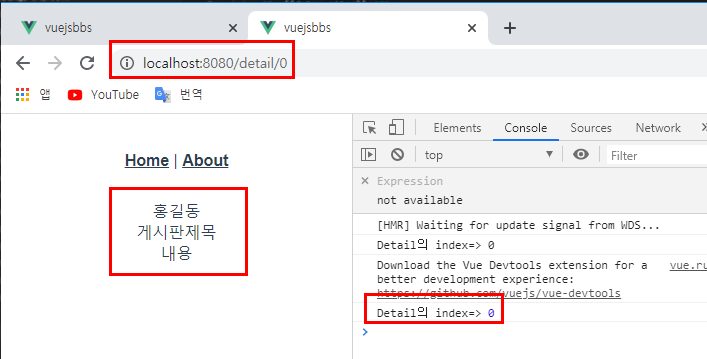 vuejsbbs
vuejsbbs
localhost:8080/detail/0
앱 YouTube 번역
Home | About
홍길동
게시판제목
내용
Elements Console Sources Network
top Filter
Expression
not available
[HMR] Waiting for update signal from WDS...
Detail의 index=> 0
Download the Vue Devtools extension for a vue.ru
better development experience:
https://github.com/vuejs/vue-devtools
Detail의 index=> 0